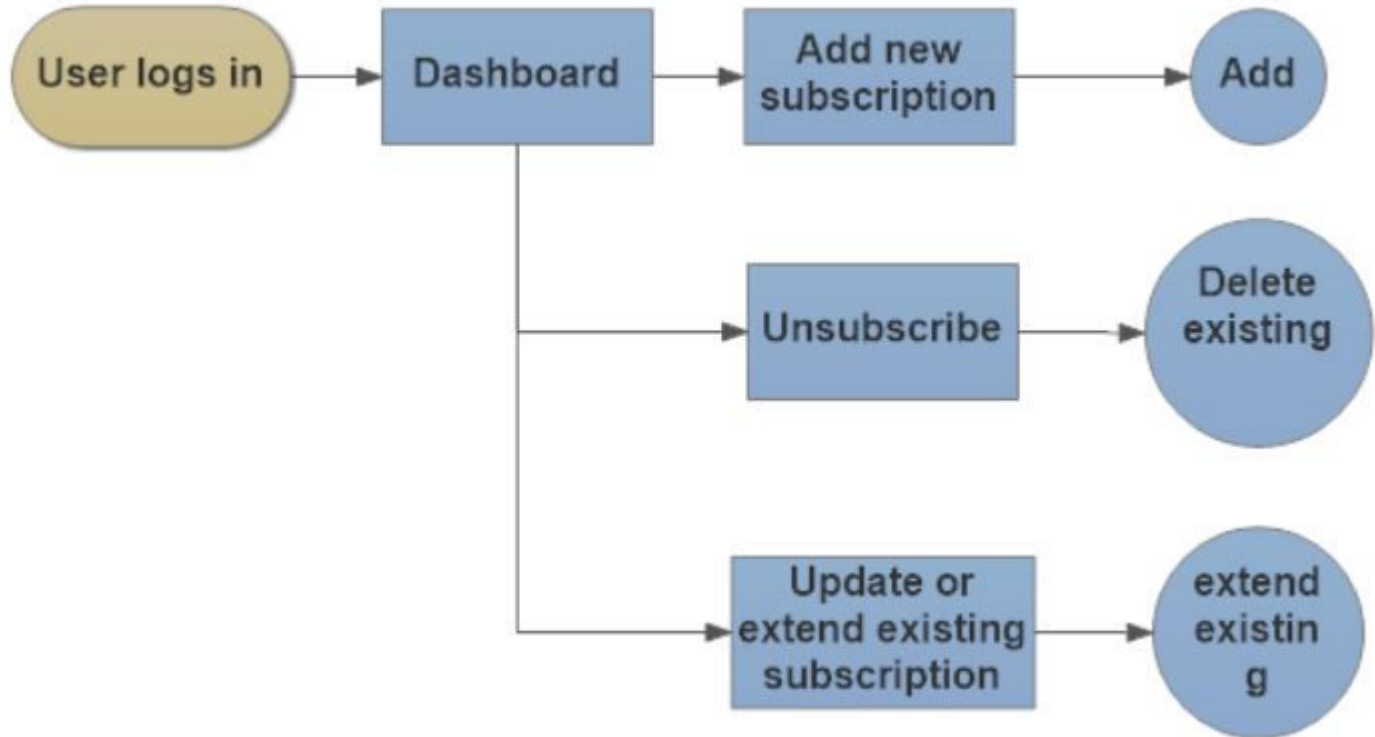 User logs in
Dashboard
Add new
subscription
Add
Unsubscribe
Delete
existing
Update or
extend existing
subscription
extend
existin
g